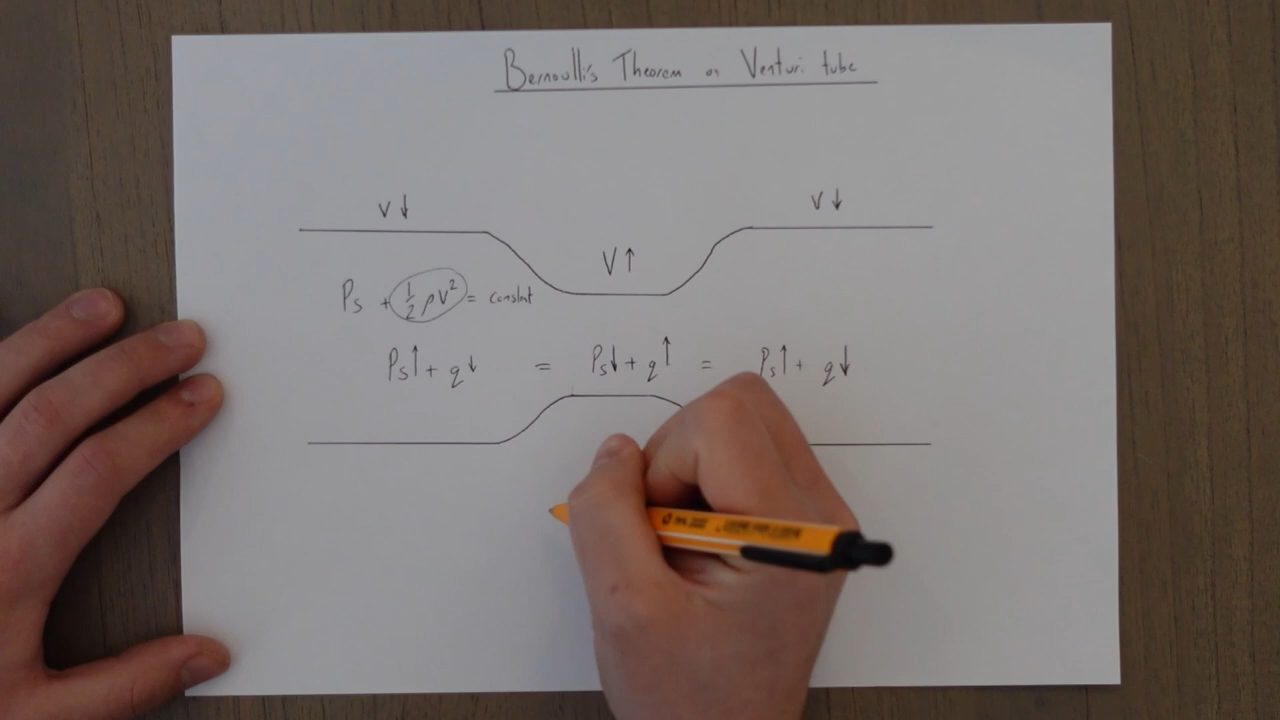 Bernoulli's Theorem on Venturi tube
V↓ V↓
V↑
Ps + ½ρV² = constant
Ps↑ + q↓ = Ps↓ + q↑ = Ps↑ + q↓